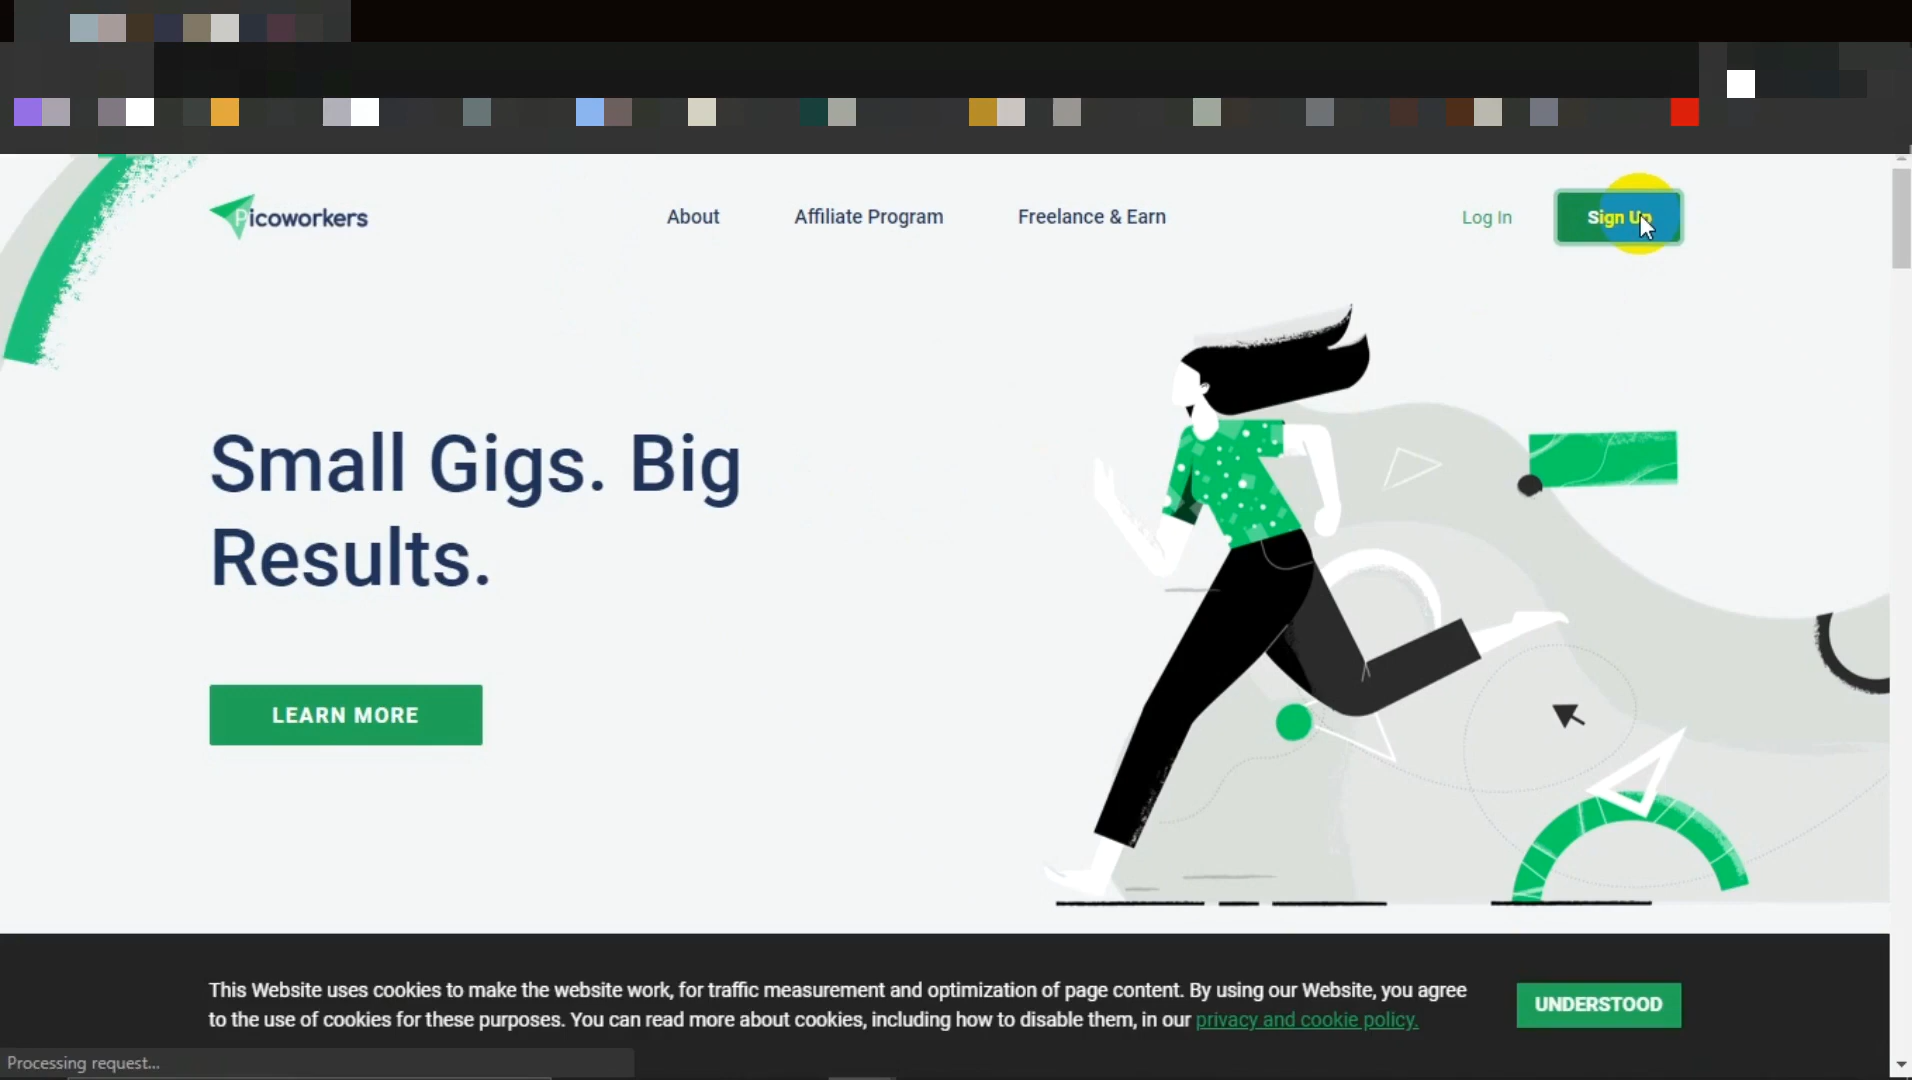 Picoworkers
About
Affiliate Program
Freelance & Earn
Log In
Sign Up
Small Gigs. Big
Results.
LEARN MORE
This Website uses cookies to make the website work, for traffic measurement and optimization of page content. By using our Website, you agree
to the use of cookies for these purposes. You can read more about cookies, including how to disable them, in our privacy and cookie policy.
UNDERSTOOD
Processing request...